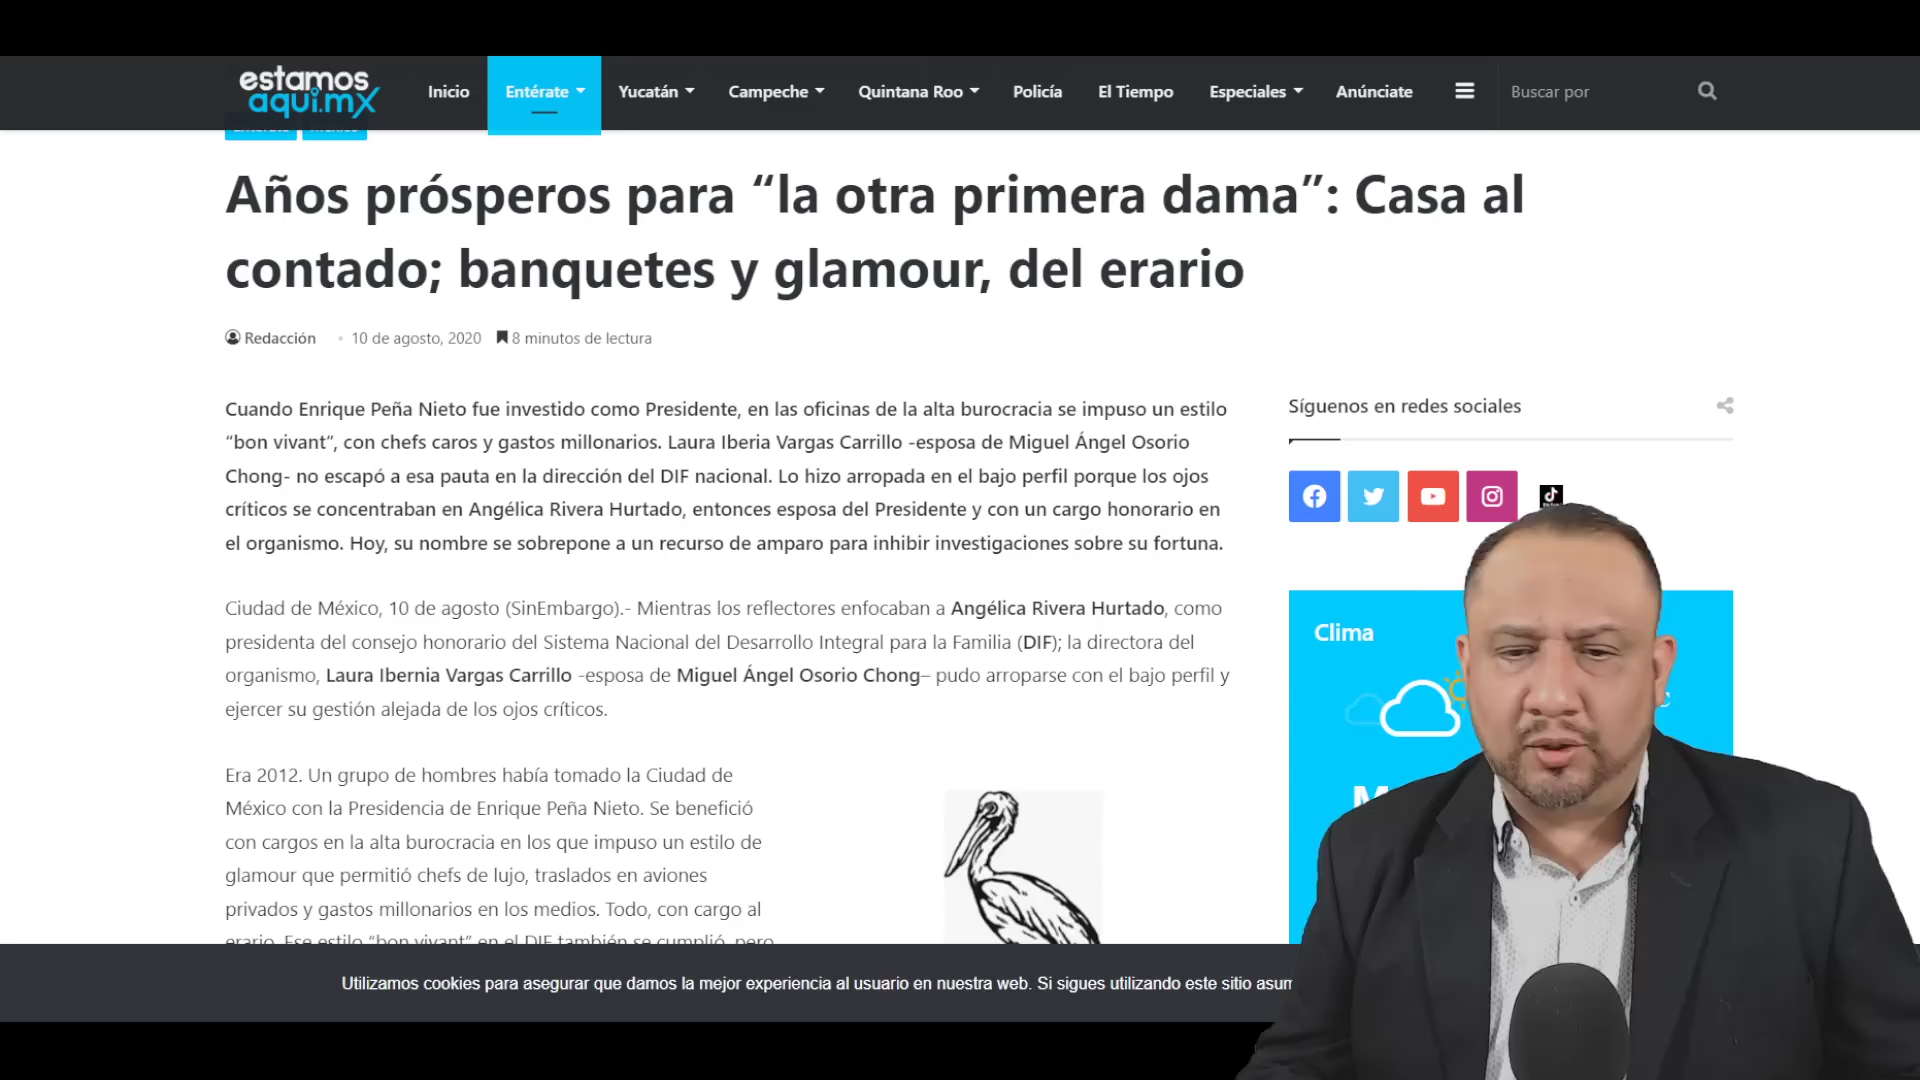 estamos
aquí.mx
Inicio
Entérate
Yucatán
Campeche
Quintana Roo
Policía
El Tiempo
Especiales
Anúnciate
Buscar por
Años prósperos para “la otra primera dama”: Casa al
contado; banquetes y glamour, del erario
Redacción
10 de agosto, 2020
8 minutos de lectura
Cuando Enrique Peña Nieto fue investido como Presidente, en las oficinas de la alta burocracia se impuso un estilo
“bon vivant”, con chefs caros y gastos millonarios. Laura Iberia Vargas Carrillo -esposa de Miguel Ángel Osorio
Chong- no escapó a esa pauta en la dirección del DIF nacional. Lo hizo arropada en el bajo perfil porque los ojos
críticos se concentraban en Angélica Rivera Hurtado, entonces esposa del Presidente y con un cargo honorario en
el organismo. Hoy, su nombre se sobrepone a un recurso de amparo para inhibir investigaciones sobre su fortuna.
Ciudad de México, 10 de agosto (SinEmbargo).- Mientras los reflectores enfocaban a Angélica Rivera Hurtado, como
presidenta del consejo honorario del Sistema Nacional del Desarrollo Integral para la Familia (DIF); la directora del
organismo, Laura Ibernia Vargas Carrillo -esposa de Miguel Ángel Osorio Chong– pudo arroparse con el bajo perfil y
ejercer su gestión alejada de los ojos críticos.
Era 2012. Un grupo de hombres había tomado la Ciudad de
México con la Presidencia de Enrique Peña Nieto. Se benefició
con cargos en la alta burocracia en los que impuso un estilo de
glamour que permitió chefs de lujo, traslados en aviones
privados y gastos millonarios en los medios. Todo, con cargo al
erario. Ese estilo “bon vivant” en el DIF también se cumplió, pero
Síguenos en redes sociales
Clima
Utilizamos cookies para asegurar que damos la mejor experiencia al usuario en nuestra web. Si sigues utilizando este sitio